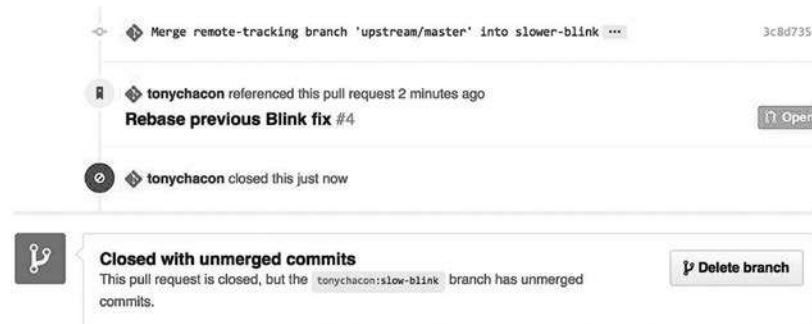 Merge remote-tracking branch 'upstream/master' into slower-blink ... 3c8d735
tonychacon referenced this pull request 2 minutes ago
Rebase previous Blink fix #4 Open
tonychacon closed this just now
Closed with unmerged commits
This pull request is closed, but the tonychacon:slow-blink branch has unmerged
commits.
Delete branch